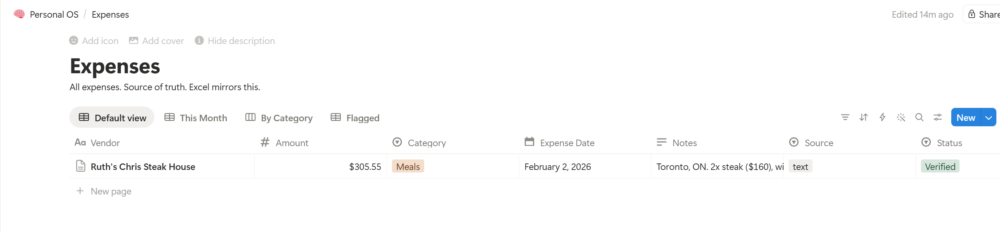 Personal OS / Expenses
Edited 14m ago
Share
Add icon Add cover Hide description
Expenses
All expenses. Source of truth. Excel mirrors this.
Default view This Month By Category Flagged
New
Aa Vendor # Amount Category Expense Date Notes Source Status
Ruth's Chris Steak House $305.55 Meals February 2, 2026 Toronto, ON. 2x steak ($160), wi text Verified
+ New page